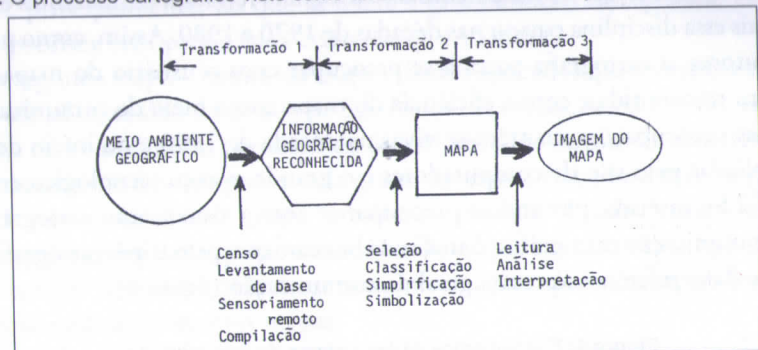 Transformação 1
Transformação 2
Transformação 3
MEIO AMBIENTE
GEOGRÁFICO
INFORMAÇÃO
GEOGRÁFICA
RECONHECIDA
MAPA
IMAGEM DO
MAPA
Censo
Levantamento
de base
Sensoriamento
remoto
Compilação
Seleção
Classificação
Simplificação
Simbolização
Leitura
Análise
Interpretação